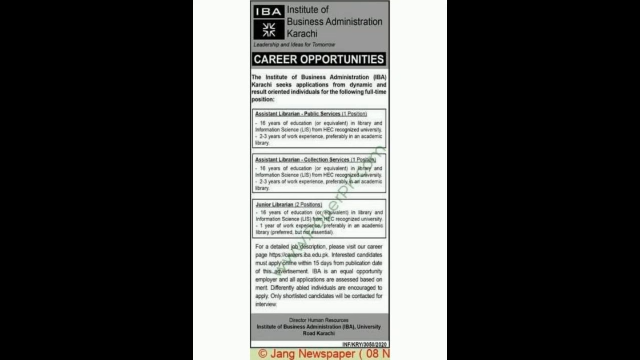 IBA
Institute of
Business Administration
Karachi
Leadership and Ideas for Tomorrow
CAREER OPPORTUNITIES
The Institute of Business Administration (IBA)
Karachi seeks applications from dynamic and
result oriented individuals for the following full-time
position:
Assistant Librarian - Public Services (1 Position)
- 16 years of education (or equivalent) in library and
Information Science (LIS) from HEC recognized university.
- 2-3 years of work experience, preferably in an academic
library.
Assistant Librarian - Collection Services (1 Position)
- 16 years of education (or equivalent) in library and
Information Science (LIS) from HEC recognized university.
- 2-3 years of work experience, preferably in an academic
library.
Junior Librarian (2 Positions)
- 16 years of education (or equivalent) in library and
Information Science (LIS) from HEC recognized university.
- 1 year of work experience, preferably in an academic
library (preferred, but not essential).
For a detailed job description, please visit our career
page https://careers.iba.edu.pk. Interested candidates
must apply online within 15 days from publication date
of this advertisement. IBA is an equal opportunity
employer and all applications are assessed based on
merit. Differently abled individuals are encouraged to
apply. Only shortlisted candidates will be contacted for
interview.
Director Human Resources
Institute of Business Administration (IBA), University
Road Karachi
INF/KRY/3050/2020
© Jang Newspaper ( 08 N